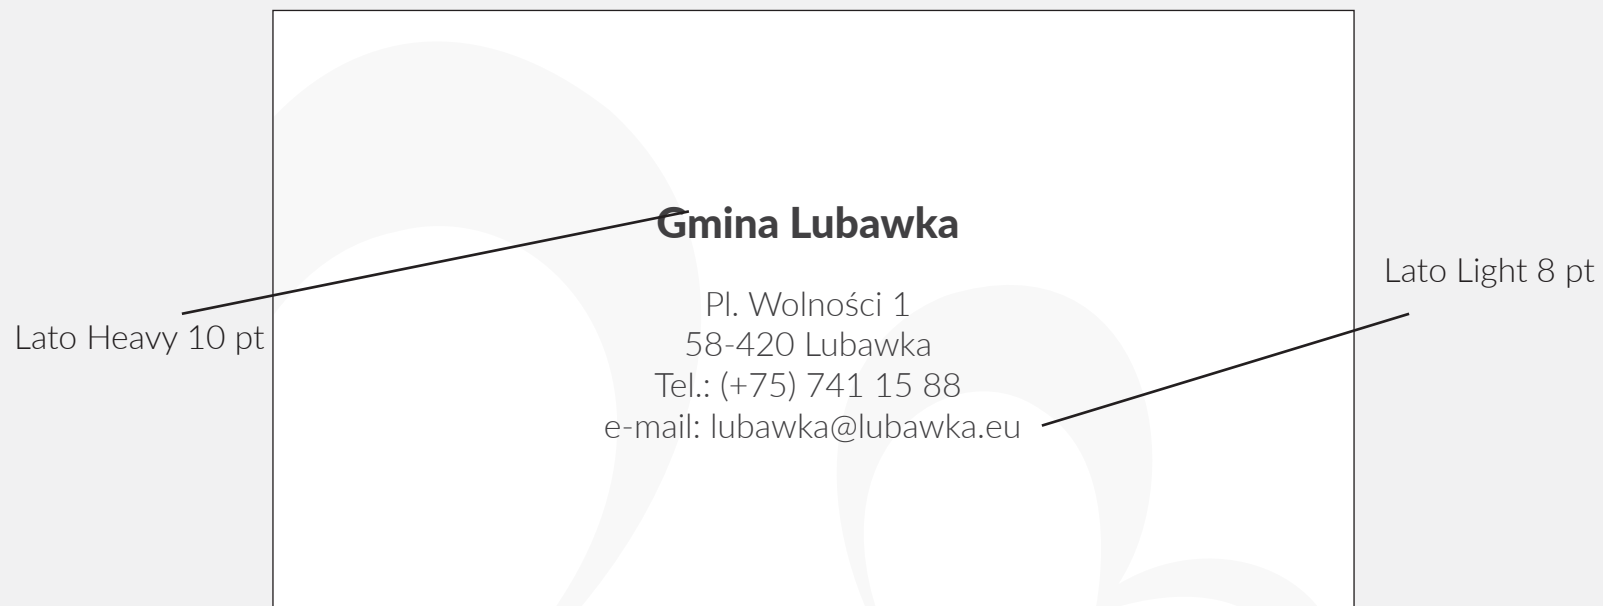 Gmina Lubawka
Lato Light 8 pt
Pl. Wolności 1
Lato Heavy 10 pt
58-420 Lubawka
Tel.: (+75) 741 15 88
e-mail: lubawka@lubawka.eu